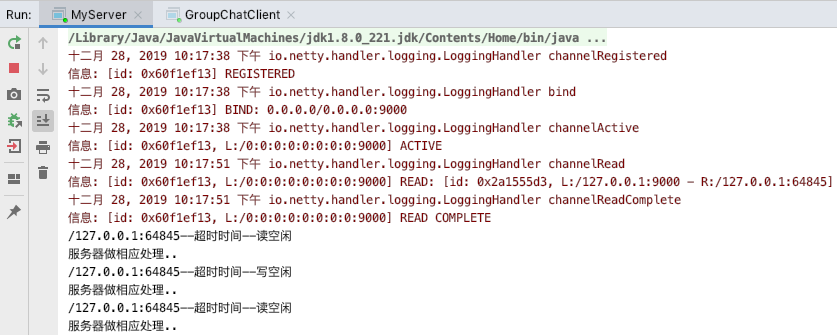 Run: MyServer × GroupChatClient ×
/Library/Java/JavaVirtualMachines/jdk1.8.0_221.jdk/Contents/Home/bin/java ...
十二月 28, 2019 10:17:38 下午 io.netty.handler.logging.LoggingHandler channelRegistered
信息: [id: 0x60f1ef13] REGISTERED
十二月 28, 2019 10:17:38 下午 io.netty.handler.logging.LoggingHandler bind
信息: [id: 0x60f1ef13] BIND: 0.0.0.0/0.0.0.0:9000
十二月 28, 2019 10:17:38 下午 io.netty.handler.logging.LoggingHandler channelActive
信息: [id: 0x60f1ef13, L:/0:0:0:0:0:0:0:0:9000] ACTIVE
十二月 28, 2019 10:17:51 下午 io.netty.handler.logging.LoggingHandler channelRead
信息: [id: 0x60f1ef13, L:/0:0:0:0:0:0:0:0:9000] READ: [id: 0x2a1555d3, L:/127.0.0.1:9000 - R:/127.0.0.1:64845]
十二月 28, 2019 10:17:51 下午 io.netty.handler.logging.LoggingHandler channelReadComplete
信息: [id: 0x60f1ef13, L:/0:0:0:0:0:0:0:0:9000] READ COMPLETE
/127.0.0.1:64845--超时时间--读空闲
服务器做相应处理..
/127.0.0.1:64845--超时时间--写空闲
服务器做相应处理..
/127.0.0.1:64845--超时时间--读空闲
服务器做相应处理..